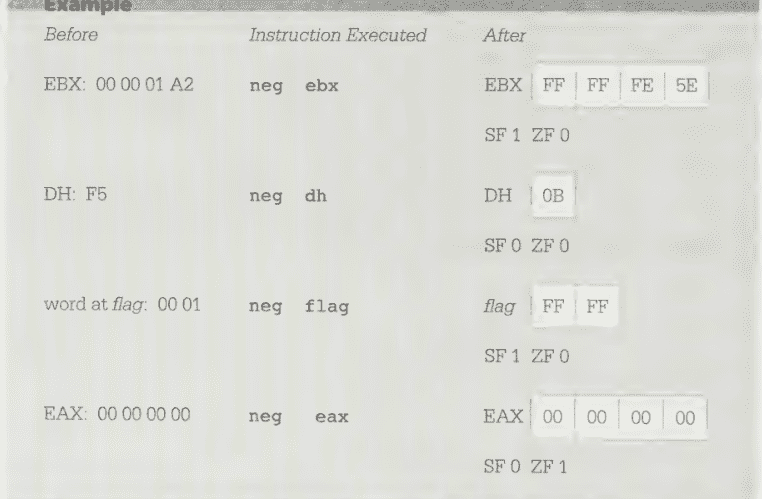 Example
Before Instruction Executed After
EBX: 00 00 01 A2 neg ebx EBX FF FF FE 5E
SF 1 ZF 0
DH: F5 neg dh DH 0B
SF 0 ZF 0
word at flag: 00 01 neg flag flag FF FF
SF 1 ZF 0
EAX: 00 00 00 00 neg eax EAX 00 00 00 00
SF 0 ZF 1